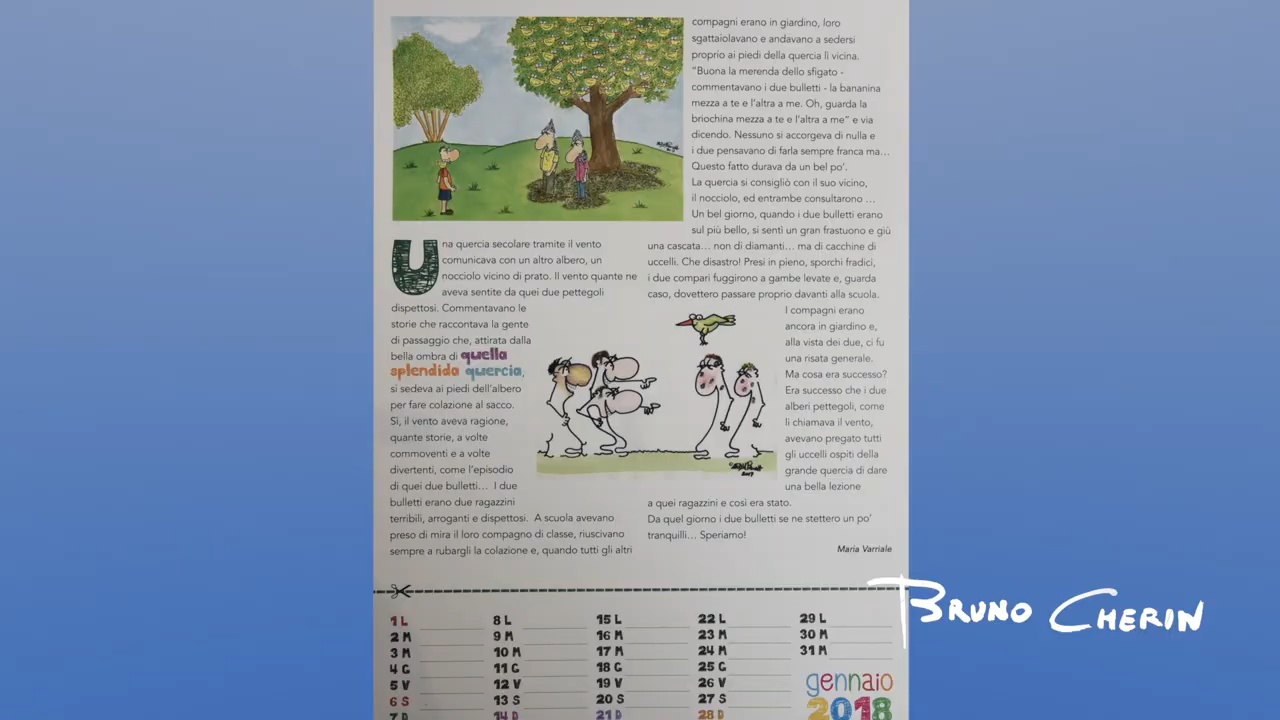 Una quercia secolare tramite il vento
comunicava con un altro albero, un
nocciolo vicino di prato. Il vento quante ne
aveva sentite da quei due pettegoli
dispettosi. Commentavano le
storie che raccontava la gente
di passaggio che, attirata dalla
bella ombra di quella
splendida quercia,
si sedeva ai piedi dell'albero
per fare colazione al sacco.
Sì, il vento aveva ragione,
quante storie, a volte
commoventi e a volte
divertenti, come l'episodio
di quei due bulletti... I due
bulletti erano due ragazzini
terribili, arroganti e dispettosi. A scuola avevano
preso di mira il loro compagno di classe, riuscivano
sempre a rubargli la colazione e, quando tutti gli altri
compagni erano in giardino, loro
sgattaiolavano e andavano a sedersi
proprio ai piedi della quercia lì vicina.
"Buona la merenda dello sfigato -
commentavano i due bulletti - la bananina
mezza a te e l'altra a me. Oh, guarda la
briochina mezza a te e l'altra a me" e via
dicendo. Nessuno si accorgeva di nulla e
i due pensavano di farla sempre franca ma...
Questo fatto durava da un bel po'.
La quercia si consigliò con il suo vicino,
il nocciolo, ed entrambe consultarono ...
Un bel giorno, quando i due bulletti erano
sul più bello, si sentì un gran frastuono e giù
una cascata... non di diamanti... ma di cacchine di
uccelli. Che disastro! Presi in pieno, sporchi fradici,
i due compari fuggirono a gambe levate e, guarda
caso, dovettero passare proprio davanti alla scuola.
I compagni erano
ancora in giardino e,
alla vista dei due, ci fu
una risata generale.
Ma cosa era successo?
Era successo che i due
alberi pettegoli, come
li chiamava il vento,
avevano pregato tutti
gli uccelli ospiti della
grande quercia di dare
una bella lezione
a quei ragazzini e così era stato.
Da quel giorno i due bulletti se ne stettero un po'
tranquilli... Speriamo!
Maria Varriale
2017
BRUNO CHERIN
1 L
2 M
3 M
4 G
5 V
6 S
7 D
8 L
9 M
10 M
11 G
12 V
13 S
14 D
15 L
16 M
17 M
18 G
19 V
20 S
21 D
22 L
23 M
24 M
25 G
26 V
27 S
28 D
29 L
30 M
31 M
gennaio
2018